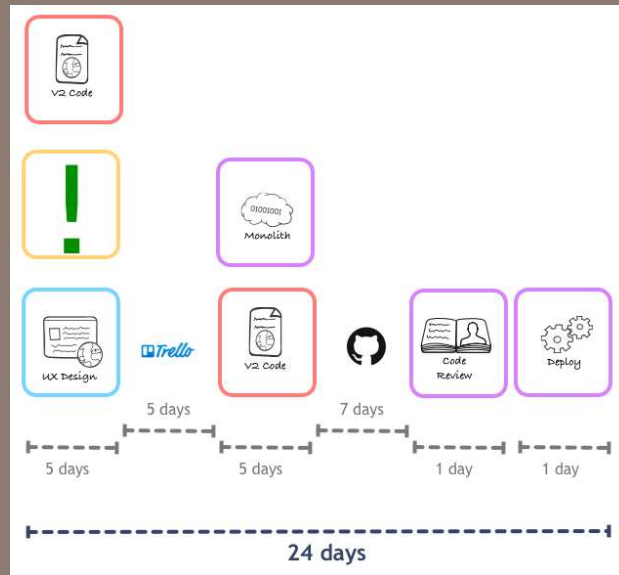 V2 Code
!
01001001
Monolith
UX Design
Trello
V2 Code
Code
Review
Deploy
5 days
7 days
5 days
5 days
1 day
1 day
24 days